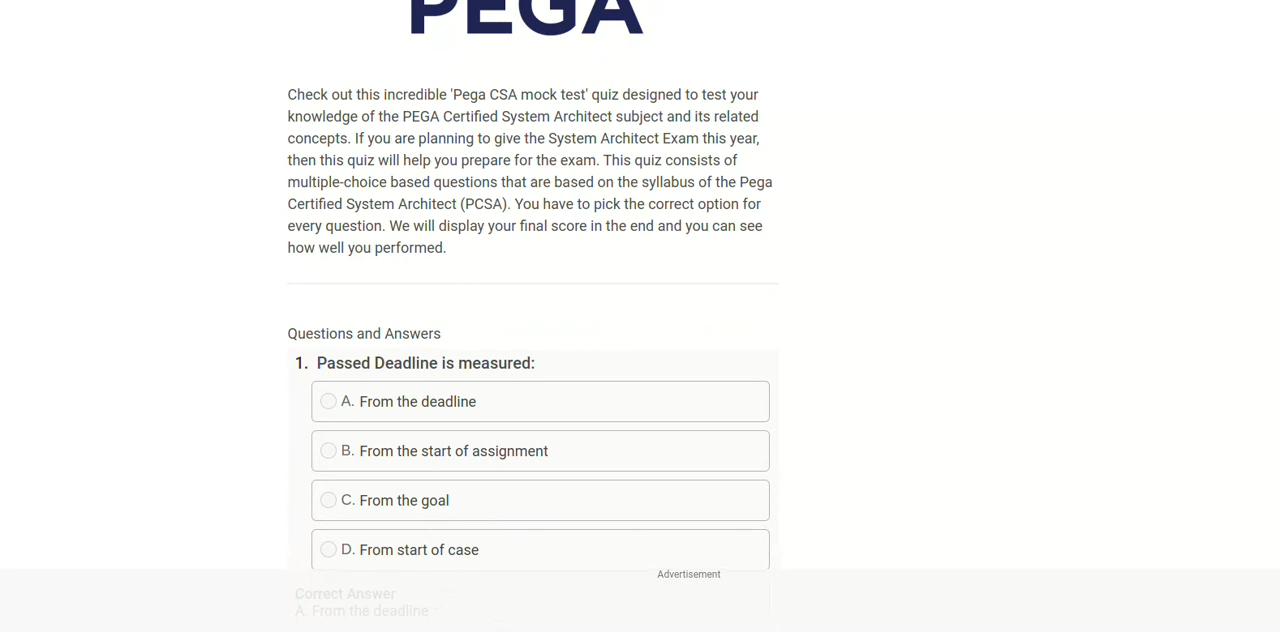 PEGA
Check out this incredible 'Pega CSA mock test' quiz designed to test your
knowledge of the PEGA Certified System Architect subject and its related
concepts. If you are planning to give the System Architect Exam this year,
then this quiz will help you prepare for the exam. This quiz consists of
multiple-choice based questions that are based on the syllabus of the Pega
Certified System Architect (PCSA). You have to pick the correct option for
every question. We will display your final score in the end and you can see
how well you performed.
Questions and Answers
1. Passed Deadline is measured:
A. From the deadline
B. From the start of assignment
C. From the goal
D. From start of case
Advertisement
Correct Answer
A. From the deadline